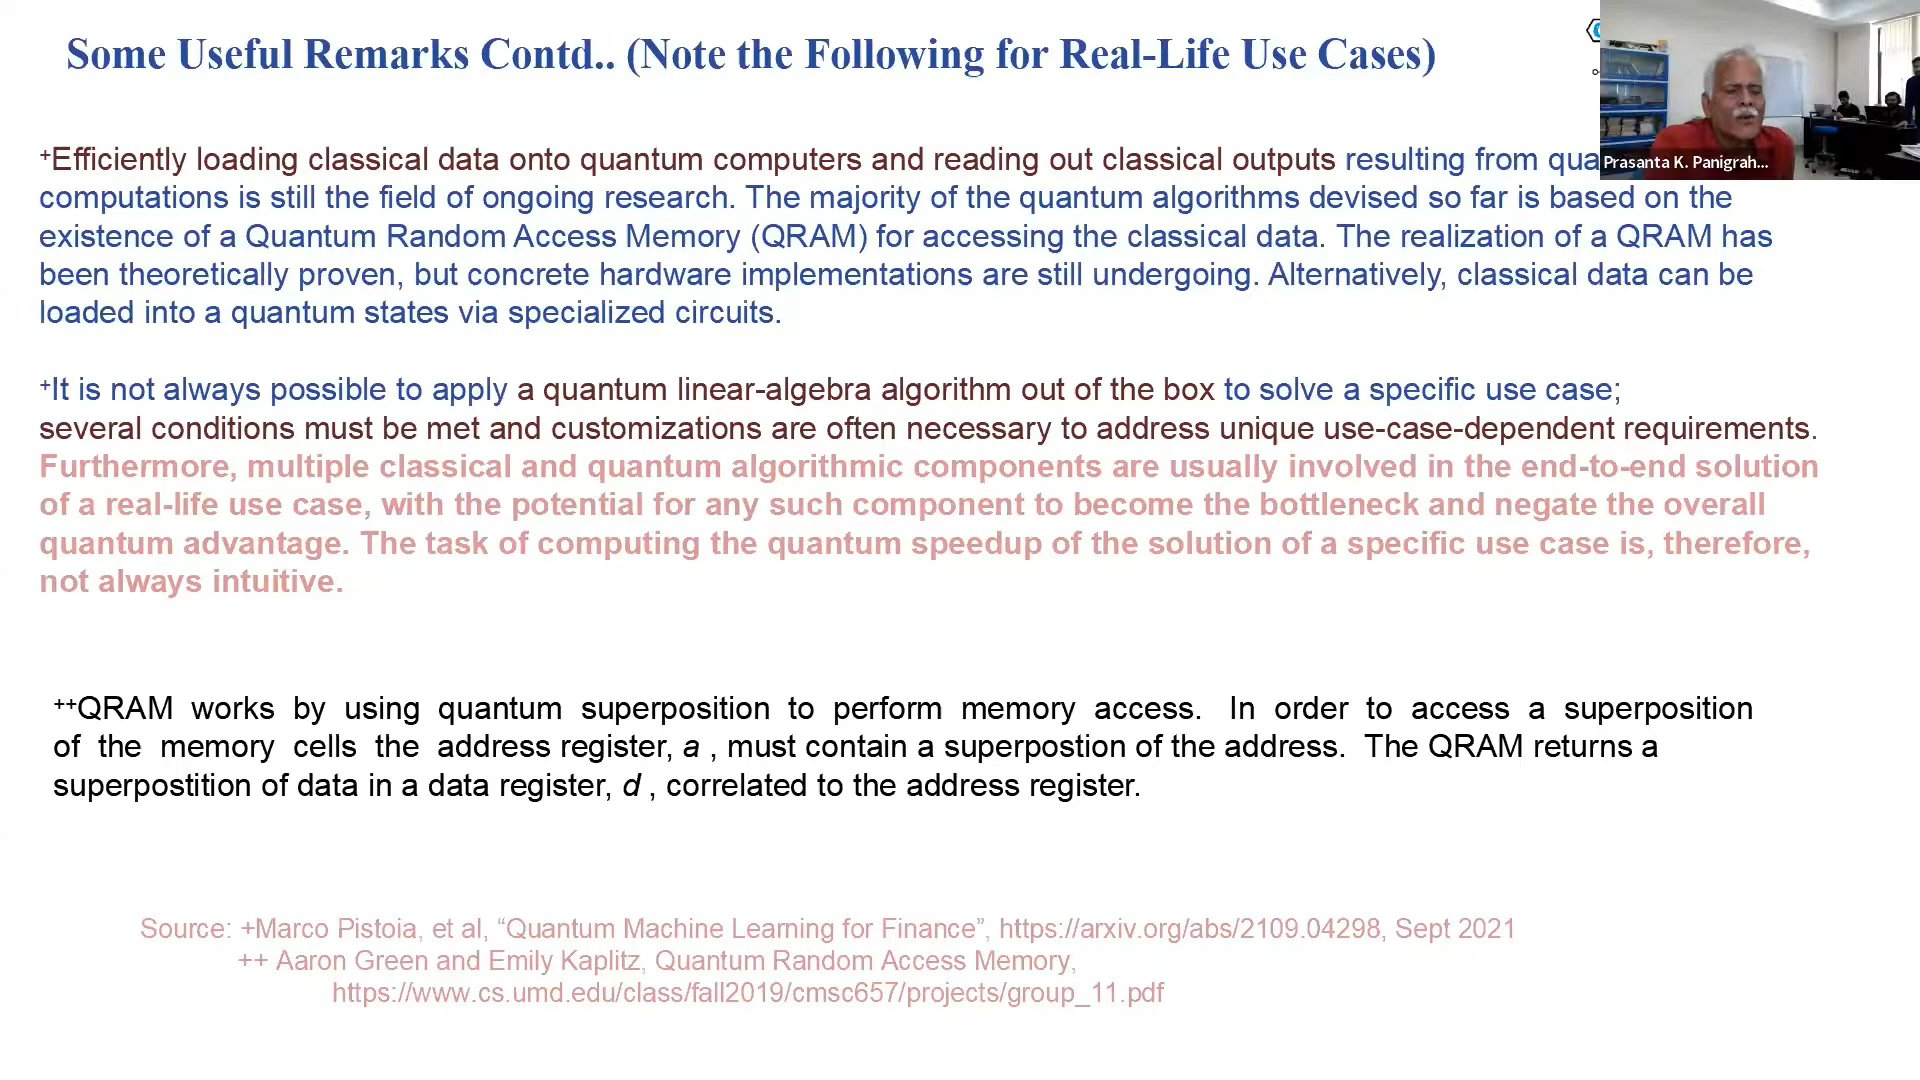 Some Useful Remarks Contd.. (Note the Following for Real-Life Use Cases)
Prasanta K. Panigrah...
+Efficiently loading classical data onto quantum computers and reading out classical outputs resulting from qua
computations is still the field of ongoing research. The majority of the quantum algorithms devised so far is based on the
existence of a Quantum Random Access Memory (QRAM) for accessing the classical data. The realization of a QRAM has
been theoretically proven, but concrete hardware implementations are still undergoing. Alternatively, classical data can be
loaded into a quantum states via specialized circuits.
+It is not always possible to apply a quantum linear-algebra algorithm out of the box to solve a specific use case;
several conditions must be met and customizations are often necessary to address unique use-case-dependent requirements.
Furthermore, multiple classical and quantum algorithmic components are usually involved in the end-to-end solution
of a real-life use case, with the potential for any such component to become the bottleneck and negate the overall
quantum advantage. The task of computing the quantum speedup of the solution of a specific use case is, therefore,
not always intuitive.
++QRAM works by using quantum superposition to perform memory access. In order to access a superposition
of the memory cells the address register, a , must contain a superpostion of the address. The QRAM returns a
superpostition of data in a data register, d , correlated to the address register.
Source: +Marco Pistoia, et al, “Quantum Machine Learning for Finance”, https://arxiv.org/abs/2109.04298, Sept 2021
++ Aaron Green and Emily Kaplitz, Quantum Random Access Memory,
https://www.cs.umd.edu/class/fall2019/cmsc657/projects/group_11.pdf